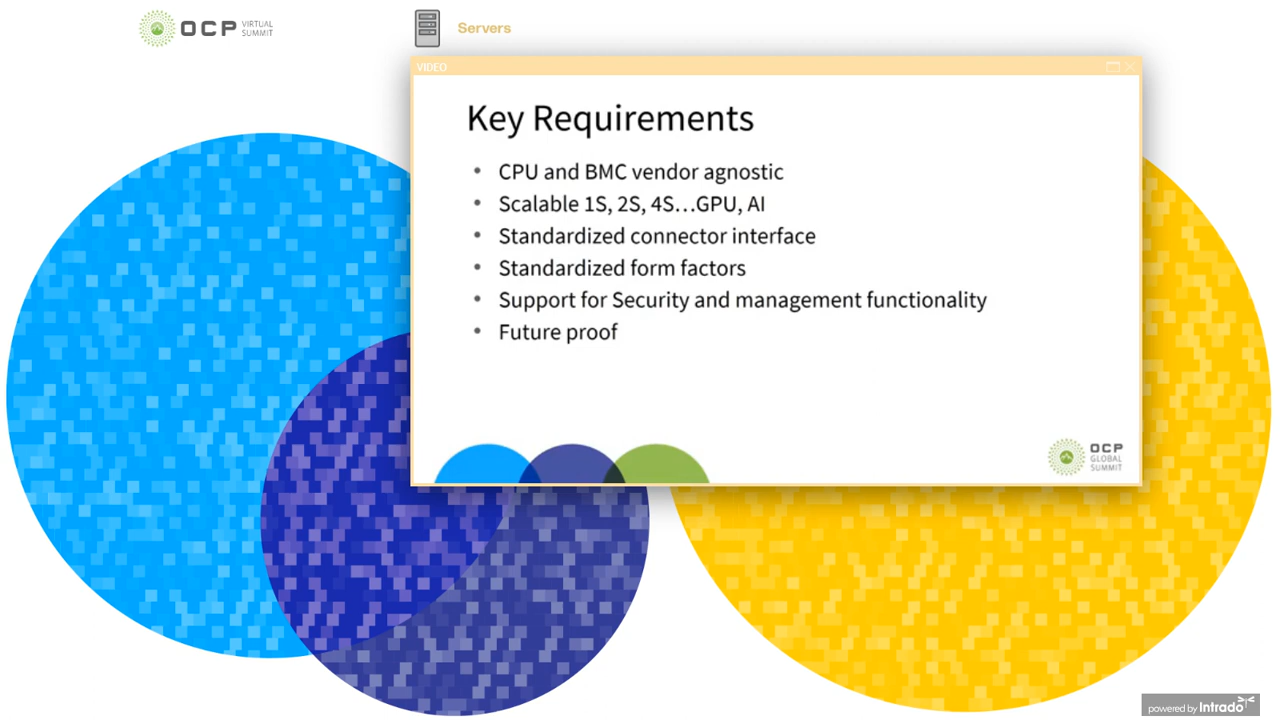 OCP VIRTUAL
SUMMIT
Servers
VIDEO
Key Requirements
• CPU and BMC vendor agnostic
• Scalable 1S, 2S, 4S...GPU, AI
• Standardized connector interface
• Standardized form factors
• Support for Security and management functionality
• Future proof
OCP
GLOBAL
SUMMIT
powered by Intrado